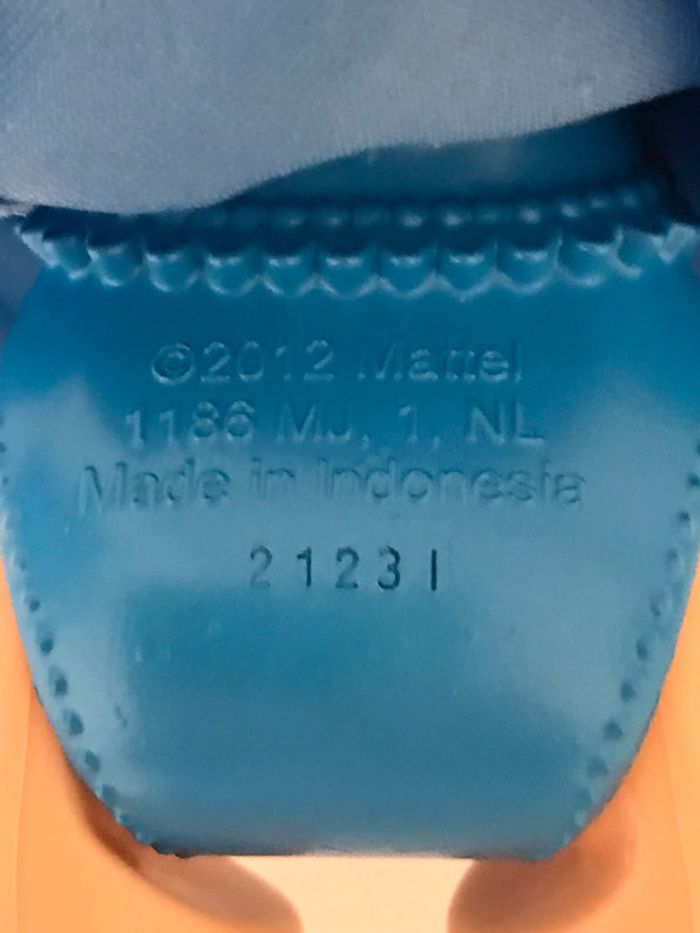 ©2012 Mattel
1186 MJ, 1, NL
Made in Indonesia
21231